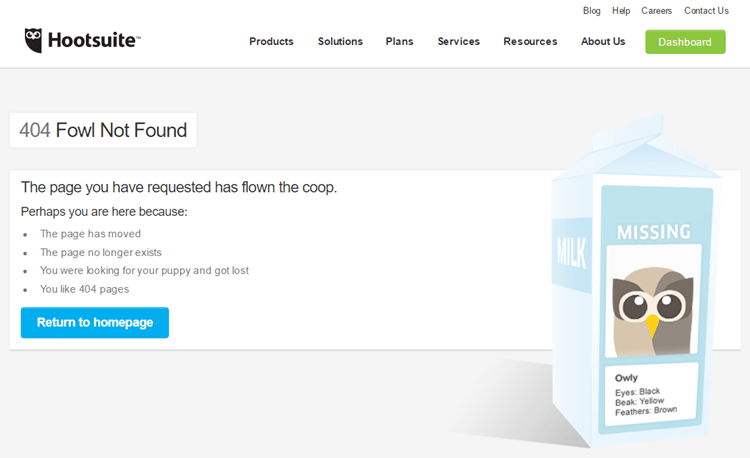 Blog Help Careers Contact Us
Hootsuite™
Products Solutions Plans Services Resources About Us Dashboard
404 Fowl Not Found
The page you have requested has flown the coop.
Perhaps you are here because:
• The page has moved
• The page no longer exists
• You were looking for your puppy and got lost
• You like 404 pages
Return to homepage
MILK
MISSING
Owly
Eyes: Black
Beak: Yellow
Feathers: Brown